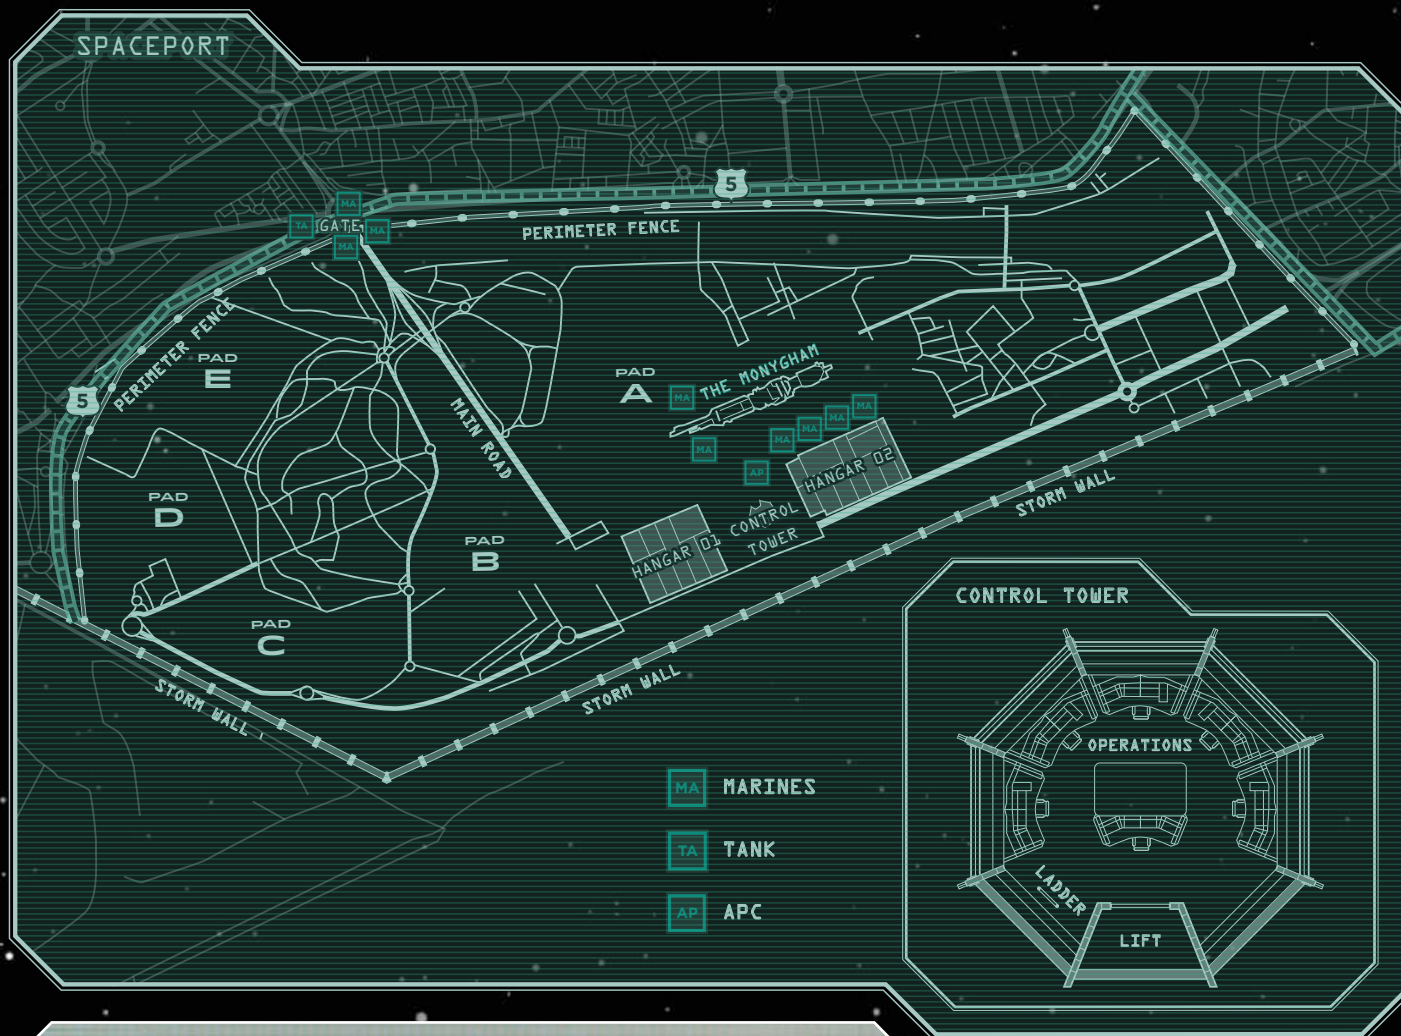 SPACEPORT
5
MA
TA
GATE
MA
MA
PERIMETER FENCE
PERIMETER FENCE
5
PAD
E
PAD
A
THE MONYGHAM
MA
MA
MA
MA
MA
MA
AP
MAIN ROAD
HANGAR 02
PAD
D
CONTROL
TOWER
HANGAR 01
PAD
B
STORM WALL
PAD
C
STORM WALL
STORM WALL
MA MARINES
TA TANK
AP APC
CONTROL TOWER
OPERATIONS
LADDER
LIFT